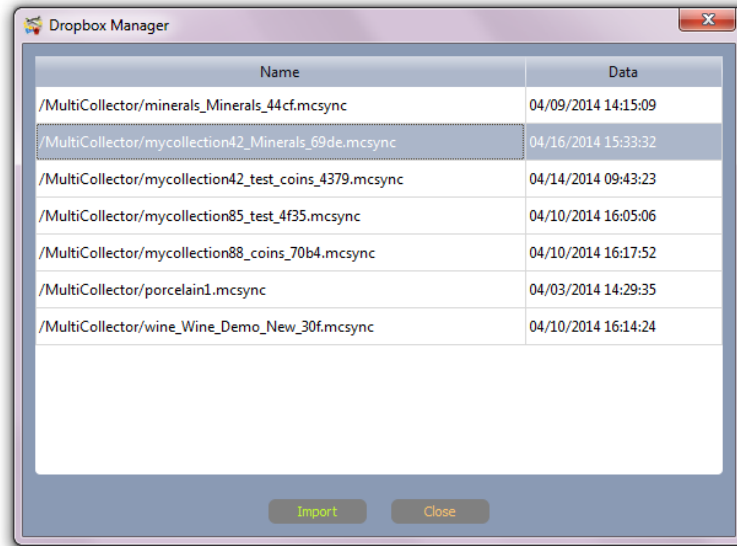 Dropbox Manager
Name Data
/MultiCollector/minerals_Minerals_44cf.mcsync 04/09/2014 14:15:09
/MultiCollector/mycollection42_Minerals_69de.mcsync 04/16/2014 15:33:32
/MultiCollector/mycollection42_test_coins_4379.mcsync 04/14/2014 09:43:23
/MultiCollector/mycollection85_test_4f35.mcsync 04/10/2014 16:05:06
/MultiCollector/mycollection88_coins_70b4.mcsync 04/10/2014 16:17:52
/MultiCollector/porcelain1.mcsync 04/03/2014 14:29:35
/MultiCollector/wine_Wine_Demo_New_30f.mcsync 04/10/2014 16:14:24
Import Close